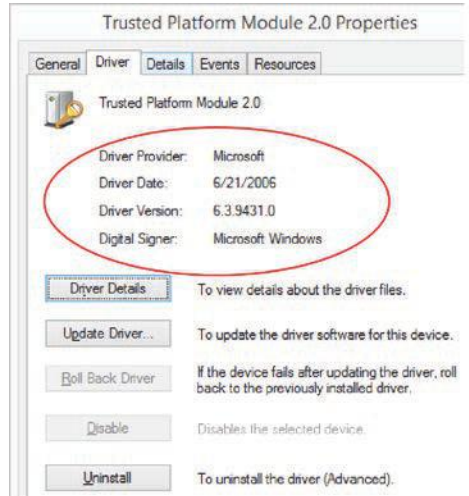 Trusted Platform Module 2.0 Properties
General Driver Details Events Resources
Trusted Platform Module 2.0
Driver Provider: Microsoft
Driver Date: 6/21/2006
Driver Version: 6.3.9431.0
Digital Signer: Microsoft Windows
Driver Details To view details about the driver files.
Update Driver... To update the driver software for this device.
Roll Back Driver If the device fails after updating the driver, roll
back to the previously installed driver.
Disable Disables the selected device.
Uninstall To uninstall the driver (Advanced).